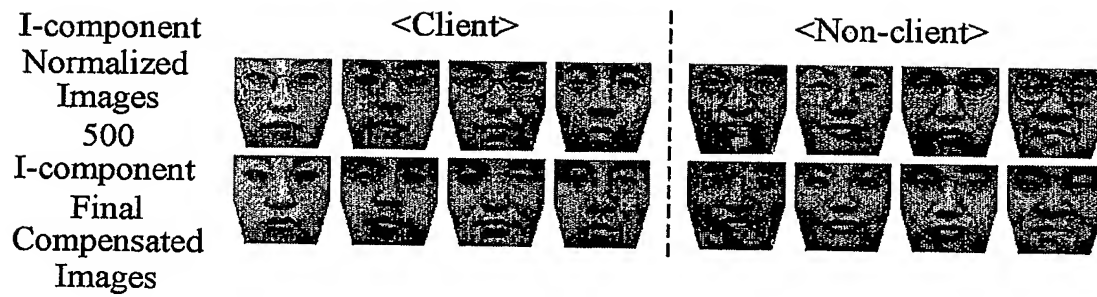 I-component
Normalized
Images
500
I-component
Final
Compensated
Images
<Client>
<Non-client>